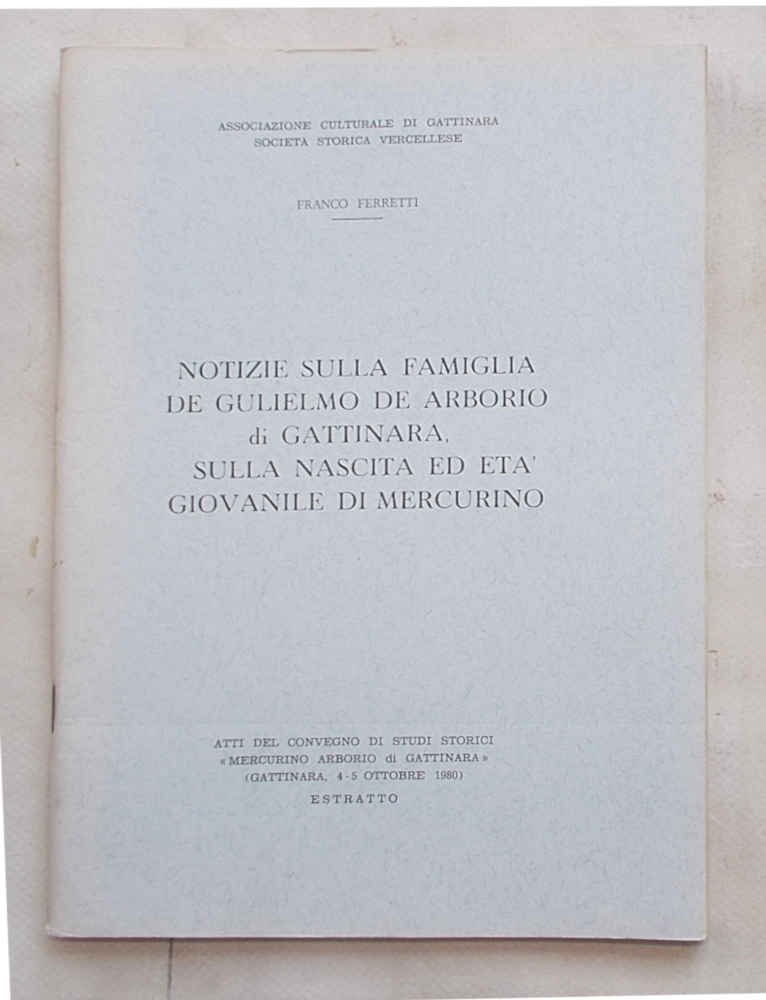 ASSOCIAZIONE CULTURALE DI GATTINARA
SOCIETÀ STORICA VERCELLESE
FRANCO FERRETTI
NOTIZIE SULLA FAMIGLIA
DE GULIELMO DE ARBORIO
di GATTINARA,
SULLA NASCITA ED ETA'
GIOVANILE DI MERCURINO
ATTI DEL CONVEGNO DI STUDI STORICI
«MERCURINO ARBORIO di GATTINARA»
(GATTINARA, 4-5 OTTOBRE 1980)
ESTRATTO